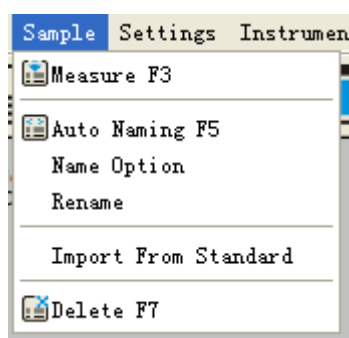 Sample Settings Instrumen
Measure F3
Auto Naming F5
Name Option
Rename
Import From Standard
Delete F7